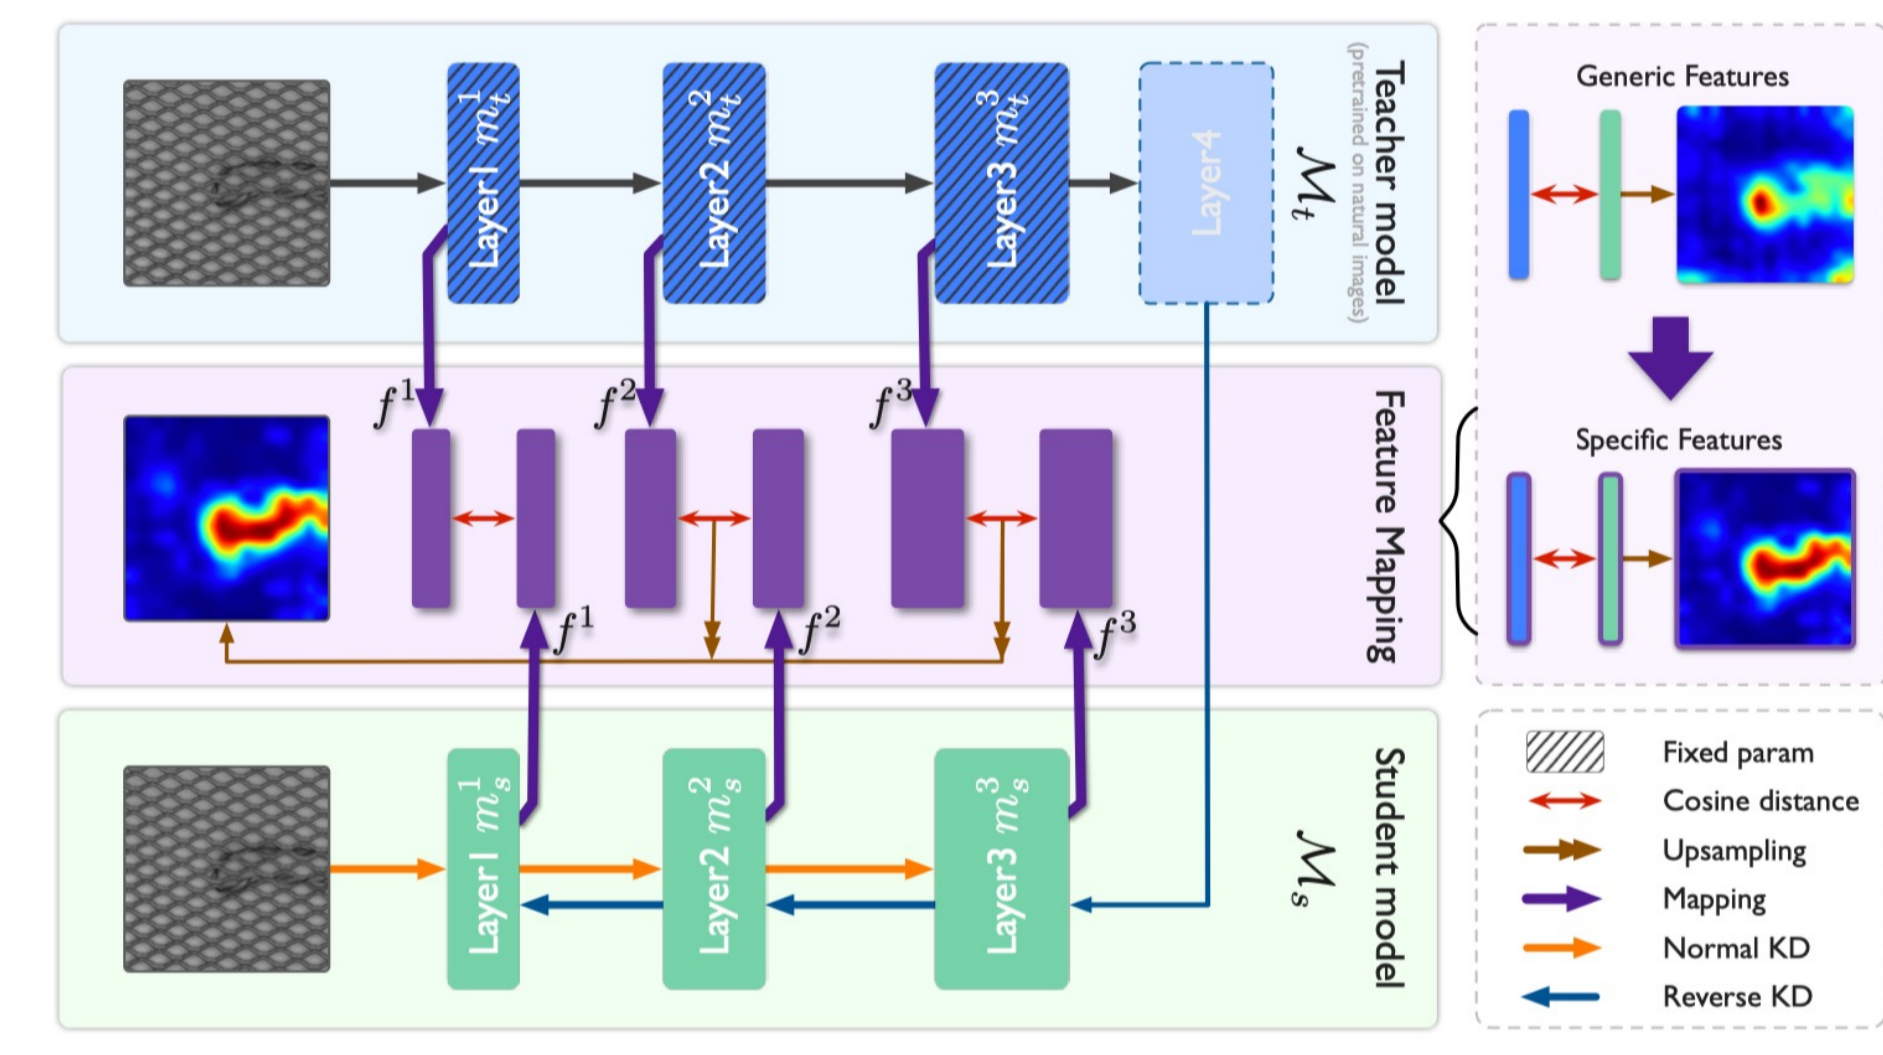 Layer1 m_t^1
Layer2 m_t^2
Layer3 m_t^3
Layer4
M_t
(pretrained on natural images)
Teacher model
f^1
f^2
f^3
f^1
f^2
f^3
Feature Mapping
Layer1 m_s^1
Layer2 m_s^2
Layer3 m_s^3
M_s
Student model
Generic Features
Specific Features
Fixed param
Cosine distance
Upsampling
Mapping
Normal KD
Reverse KD